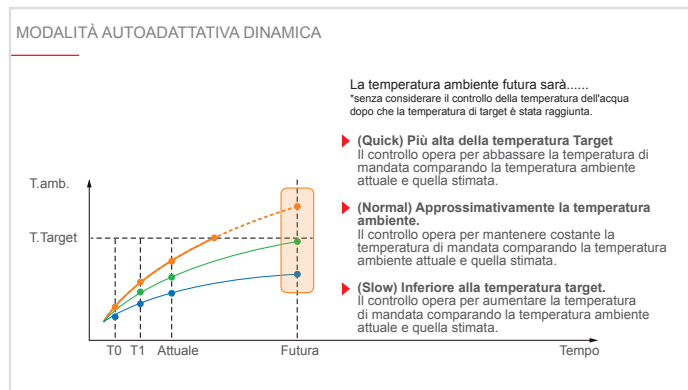 MODALITÀ AUTOADATTATIVA DINAMICA
La temperatura ambiente futura sarà......
*senza considerare il controllo della temperatura dell'acqua
dopo che la temperatura di target è stata raggiunta.
(Quick) Più alta della temperatura Target
Il controllo opera per abbassare la temperatura di
mandata comparando la temperatura ambiente
attuale e quella stimata.
(Normal) Approssimativamente la temperatura
ambiente.
Il controllo opera per mantenere costante la
temperatura di mandata comparando la temperatura
ambiente attuale e quella stimata.
(Slow) Inferiore alla temperatura target.
Il controllo opera per aumentare la temperatura
di mandata comparando la temperatura ambiente
attuale e quella stimata.
T.amb.
T.Target
T0 T1 Attuale Futura Tempo